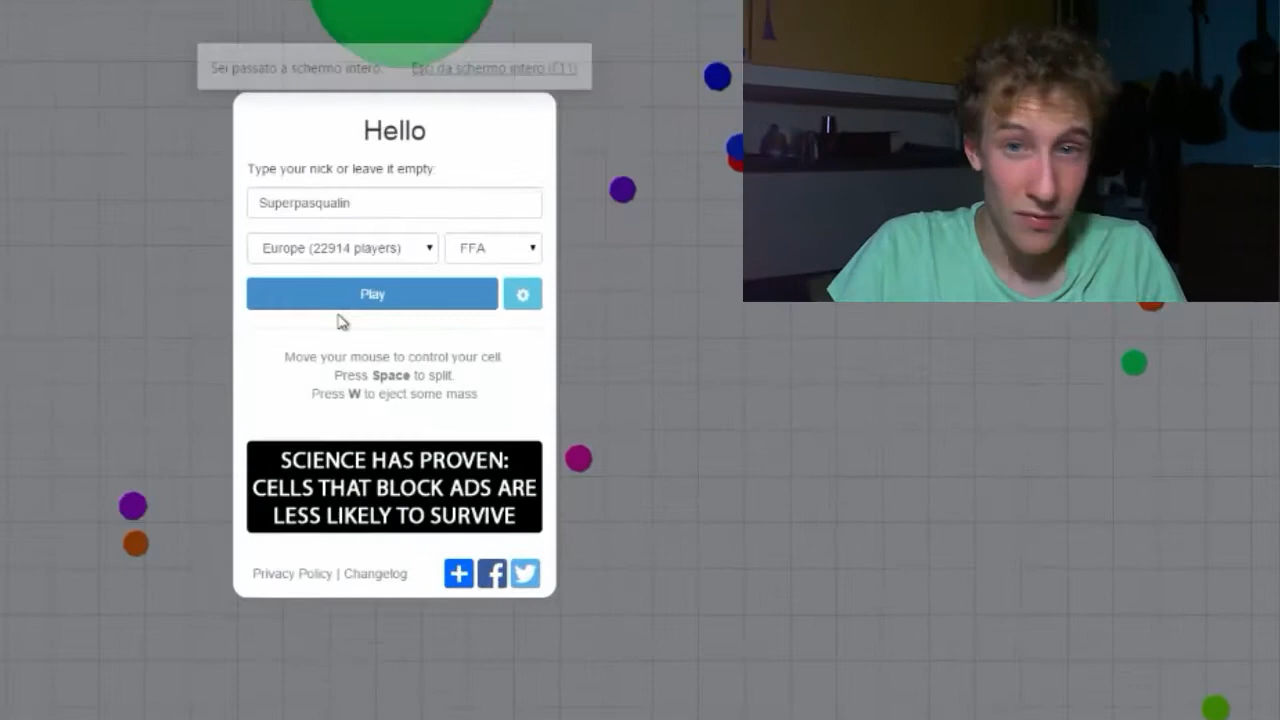 Sei passato a schermo intero. Esci da schermo intero (F11)
Hello
Type your nick or leave it empty:
Superpasqualin
Europe (22914 players) FFA
Play
Move your mouse to control your cell
Press Space to split.
Press W to eject some mass
SCIENCE HAS PROVEN:
CELLS THAT BLOCK ADS ARE
LESS LIKELY TO SURVIVE
Privacy Policy | Changelog